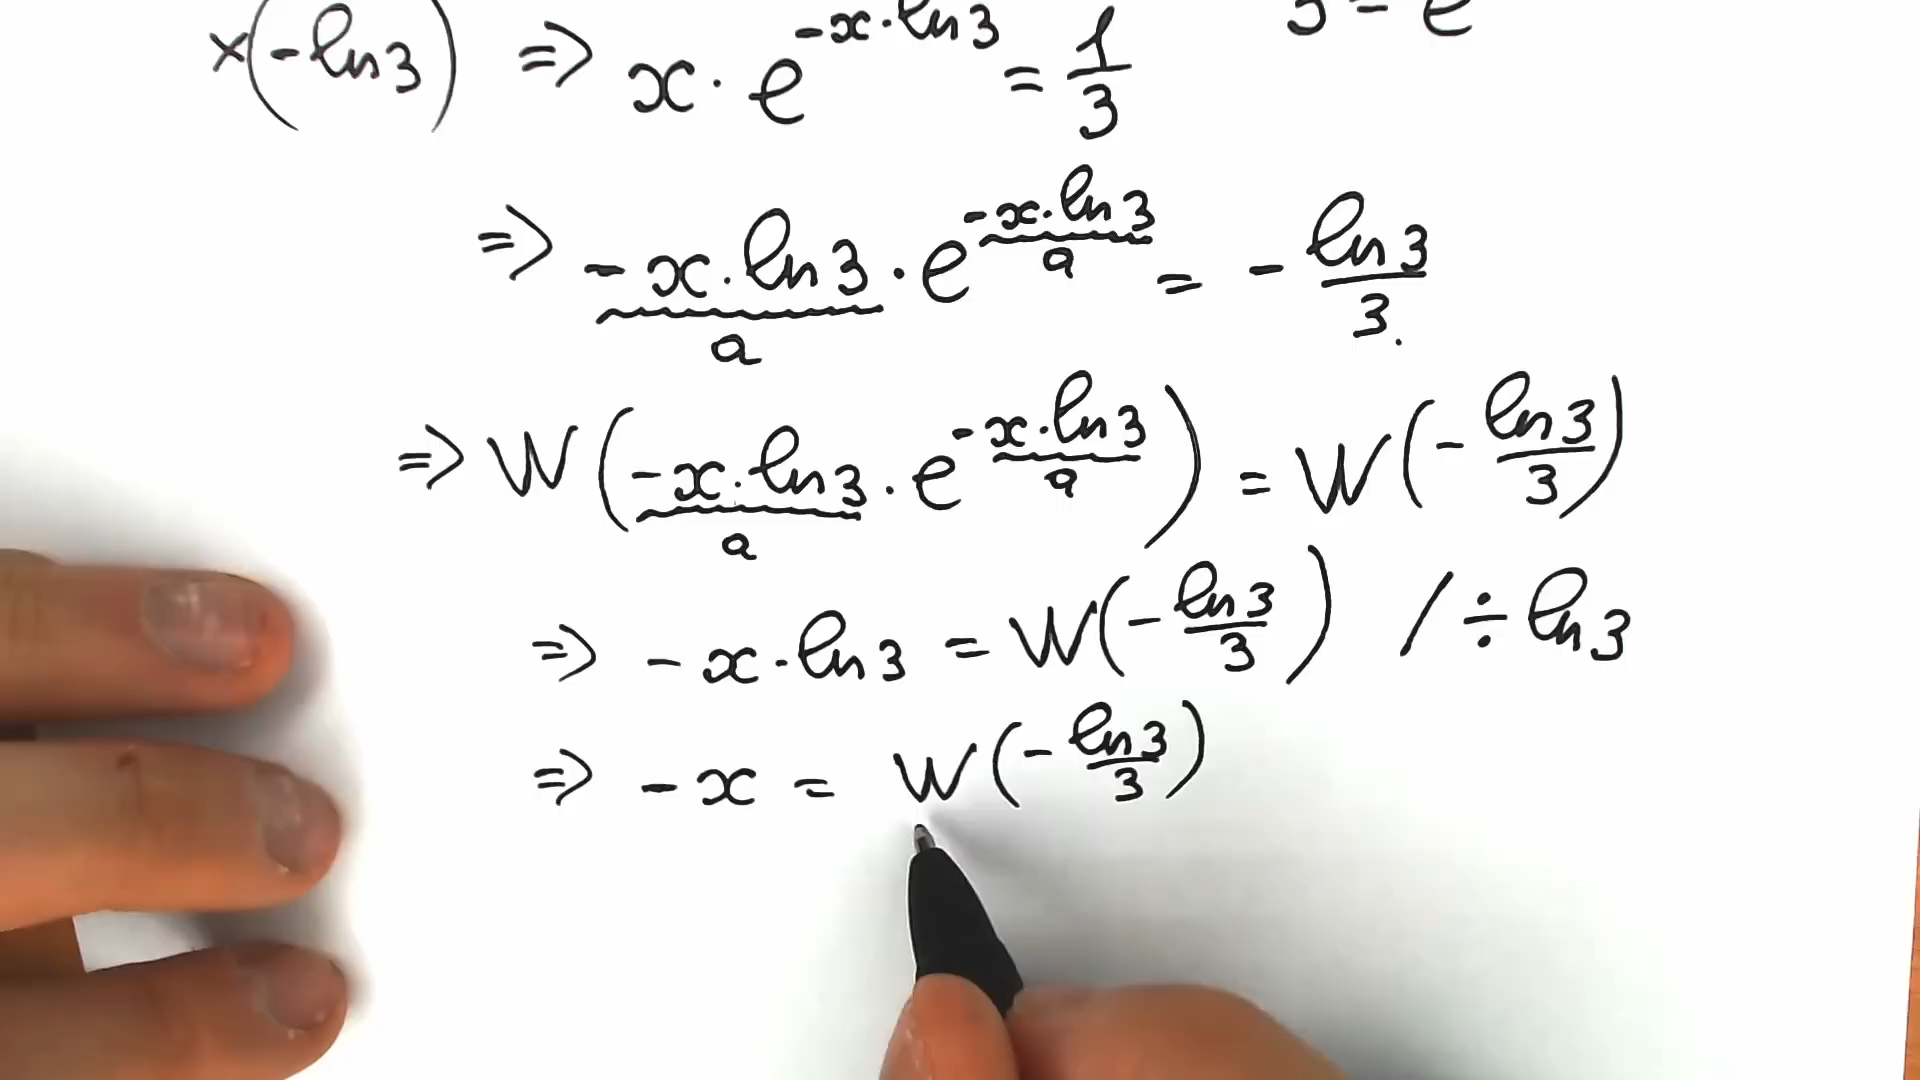 ×(-ln3) => x · e^{-x·ln3} = 1/3
=> -x · ln3 · e^{-x·ln3} = - ln3/3
a a
=> W(-x · ln3 · e^{-x·ln3}) = W(- ln3/3)
a a
=> -x · ln3 = W(- ln3/3) / ÷ ln3
=> -x = W(- ln3/3)